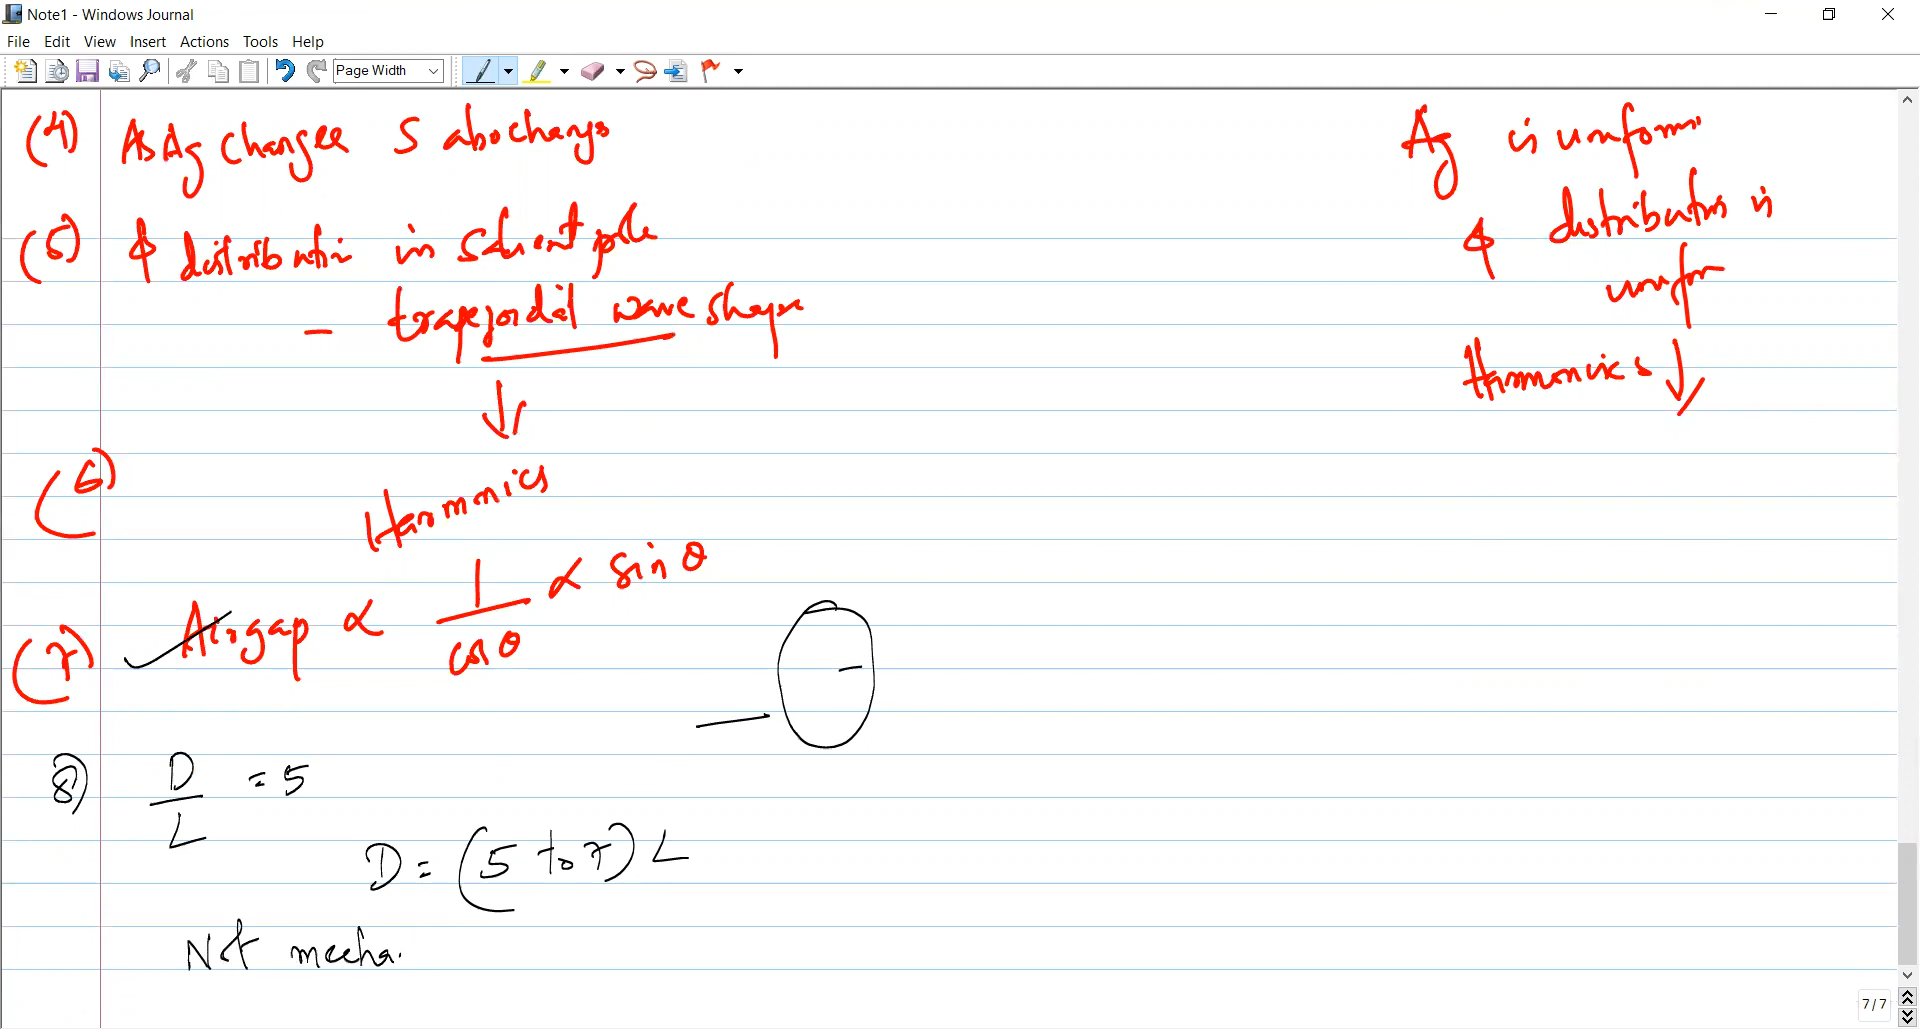 Note1 - Windows Journal
File Edit View Insert Actions Tools Help
Page Width
(4) As Ag changes S also changes
Ag is uniform
(5) ϕ distribution in salient pole
ϕ distribution is
unifor
– trapezoidal wave shape
Harmonics ↓
↓
(6)
Harmonics
(7) Airgap ∝ 1/cos θ ∝ sin θ
8) D/L = 5
D = (5 to 7) L
Not mecha.
7/7